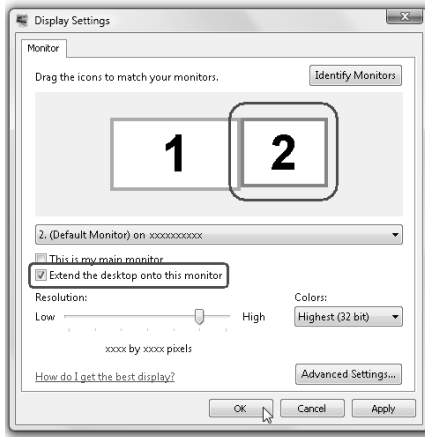 Display Settings
Monitor
Drag the icons to match your monitors.
Identify Monitors
1
2
2. (Default Monitor) on xxxxxxxxxx
This is my main monitor
Extend the desktop onto this monitor
Resolution:
Colors:
Low
High
Highest (32 bit)
xxxx by xxxx pixels
How do I get the best display?
Advanced Settings...
OK
Cancel
Apply